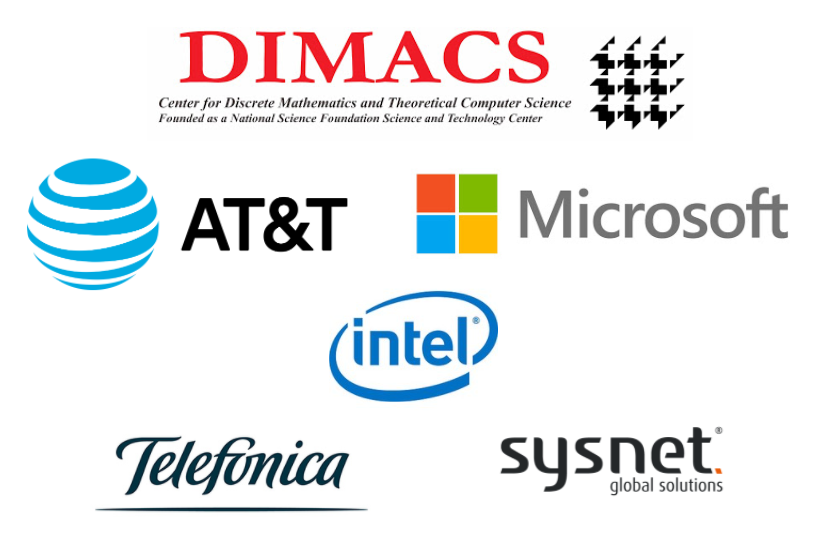 DIMACS
Center for Discrete Mathematics and Theoretical Computer Science
Founded as a National Science Foundation Science and Technology Center
AT&T
Microsoft
intel®
Telefónica
sysnet.®
global solutions